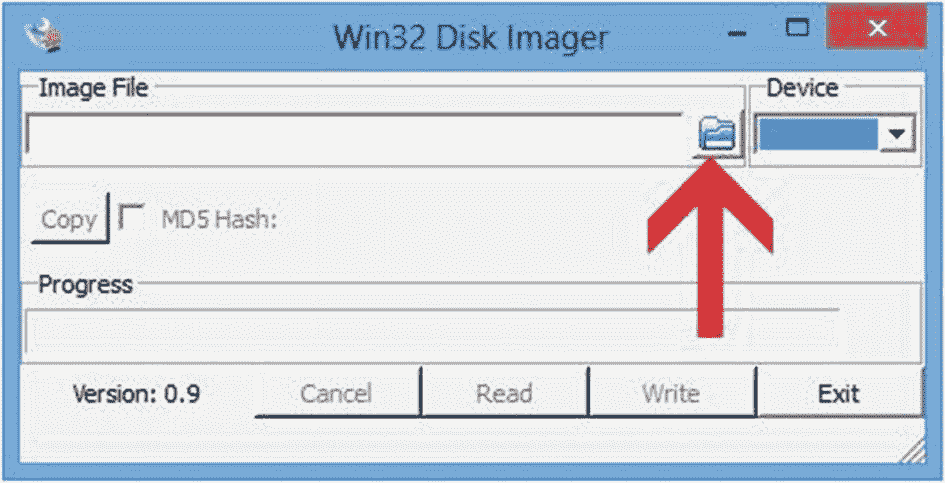 Win32 Disk Imager
Image File
Device
Copy
MD5 Hash:
Progress
Version: 0.9
Cancel
Read
Write
Exit